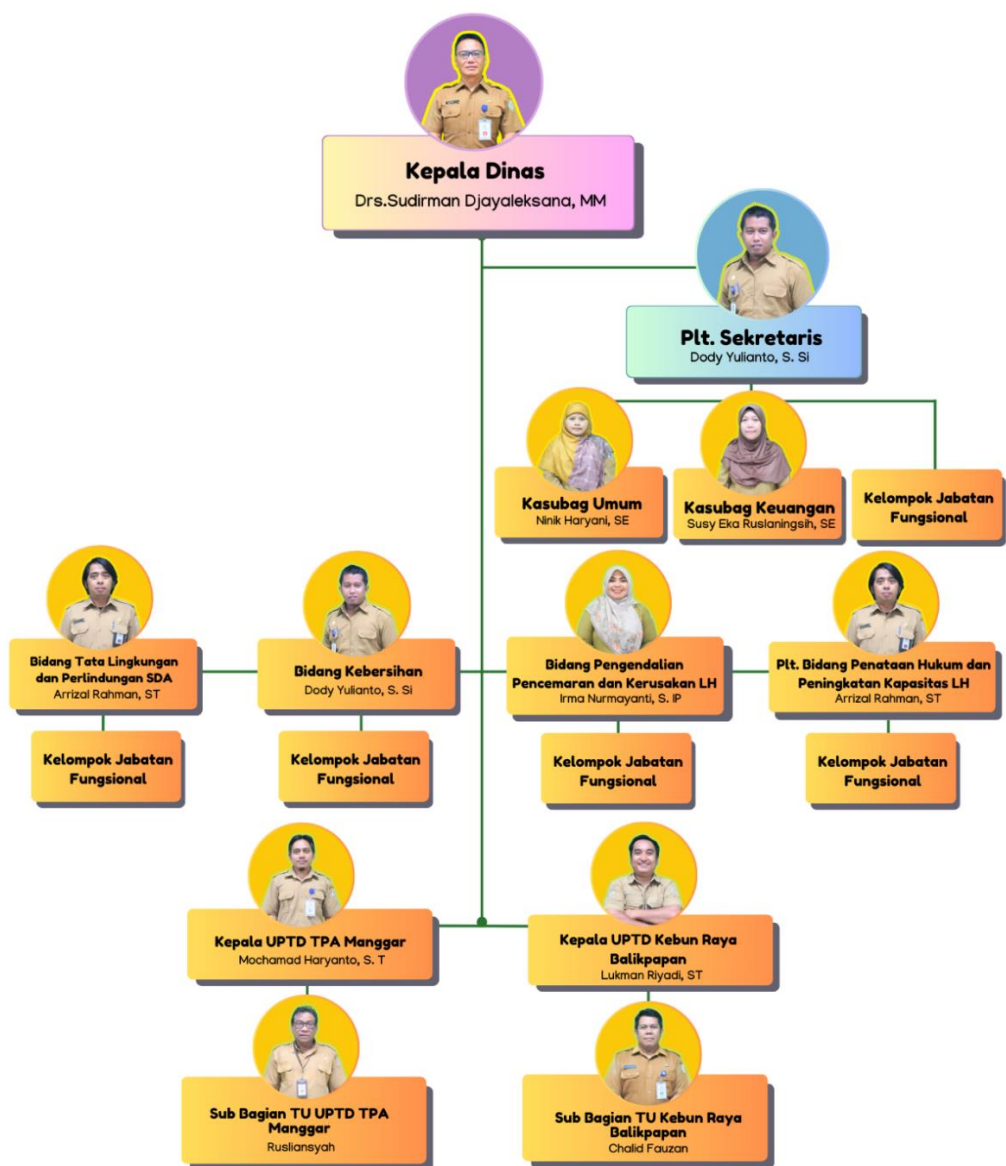 Kepala Dinas
Drs.Sudirman Djayaleksana, MM
Plt. Sekretaris
Dody Yulianto, S. Si
Kasubag Umum
Ninik Haryani, SE
Kasubag Keuangan
Susy Eka Ruslaningsih, SE
Kelompok Jabatan
Fungsional
Bidang Tata Lingkungan
dan Perlindungan SDA
Arrizal Rahman, ST
Bidang Kebersihan
Dody Yulianto, S. Si
Bidang Pengendalian
Pencemaran dan Kerusakan LH
Irma Nurmayanti, S. IP
Plt. Bidang Penataan Hukum dan
Peningkatan Kapasitas LH
Arrizal Rahman, ST
Kelompok Jabatan
Fungsional
Kelompok Jabatan
Fungsional
Kelompok Jabatan
Fungsional
Kelompok Jabatan
Fungsional
Kepala UPTD TPA Manggar
Mochamad Haryanto, S. T
Kepala UPTD Kebun Raya
Balikpapan
Lukman Riyadi, ST
Sub Bagian TU UPTD TPA
Manggar
Rusliansyah
Sub Bagian TU Kebun Raya
Balikpapan
Chalid Fauzan